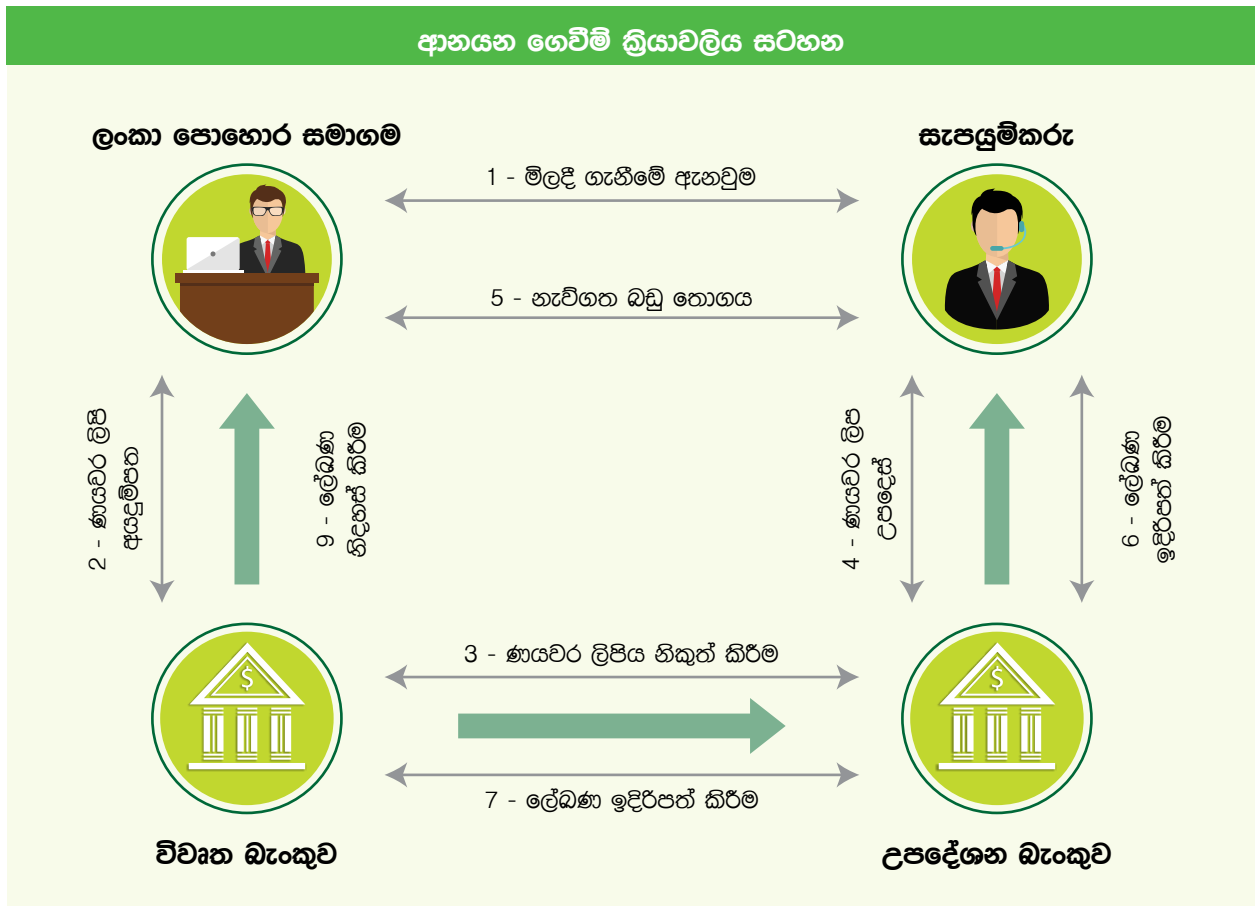 ආනයන ගෙවීම් ක්‍රියාවලිය සටහන
ලංකා පොහොර සමාගම
සැපයුම්කරු
1 - මිලදී ගැනීමේ ඇනවුම
5 - නැව්ගත බඩු තොගය
2 - ණයවර ලිපි
අයදුම්පත
9 - ලේඛණ
නිදහස් කිරීම
4 - ණයවර ලිප
උපදෙස්
6 - ලේඛණ
ඉදිරිපත් කිරීම
3 - ණයවර ලිපිය නිකුත් කිරීම
$
$
7 - ලේඛණ ඉදිරිපත් කිරීම
විවෘත බැංකුව
උපදේශන බැංකුව